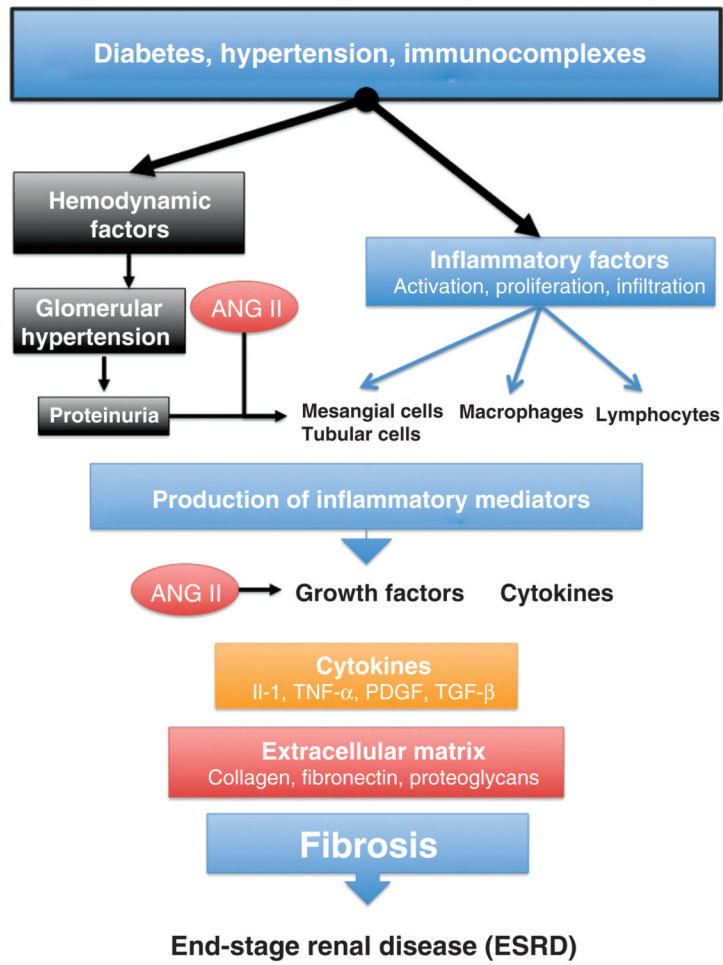 Diabetes, hypertension, immunocomplexes
Hemodynamic
factors
Inflammatory factors
Activation, proliferation, infiltration
Glomerular
hypertension
ANG II
Proteinuria
Mesangial cells
Tubular cells
Macrophages
Lymphocytes
Production of inflammatory mediators
ANG II
Growth factors
Cytokines
Cytokines
Il-1, TNF-α, PDGF, TGF-β
Extracellular matrix
Collagen, fibronectin, proteoglycans
Fibrosis
End-stage renal disease (ESRD)